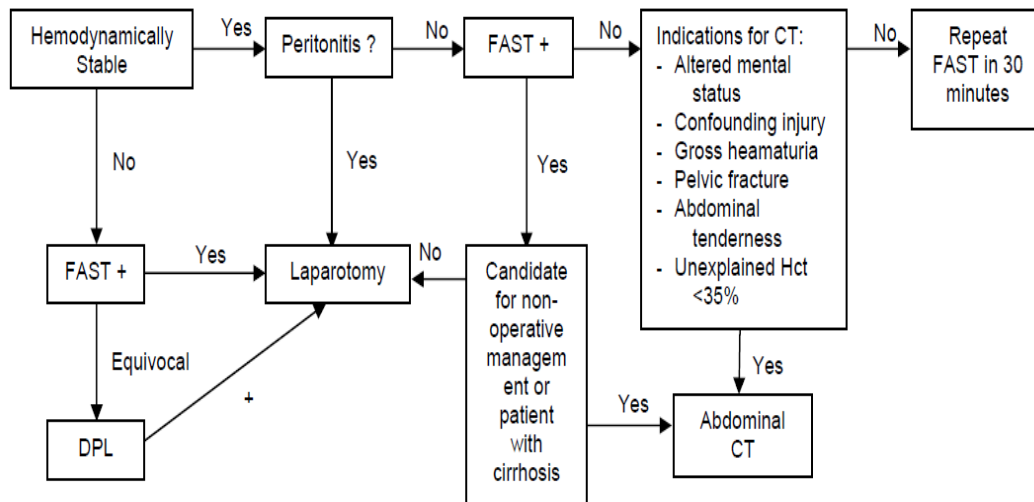 Hemodynamically
Stable
Yes
Peritonitis ?
No
FAST +
No
Indications for CT:
- Altered mental
status
- Confounding injury
- Gross heamaturia
- Pelvic fracture
- Abdominal
tenderness
- Unexplained Hct
<35%
No
Repeat
FAST in 30
minutes
No
Yes
Yes
FAST +
Yes
Laparotomy
No
Candidate
for non-
operative
managem
ent or
patient
with
cirrhosis
Equivocal
+
DPL
Yes
Yes
Abdominal
CT